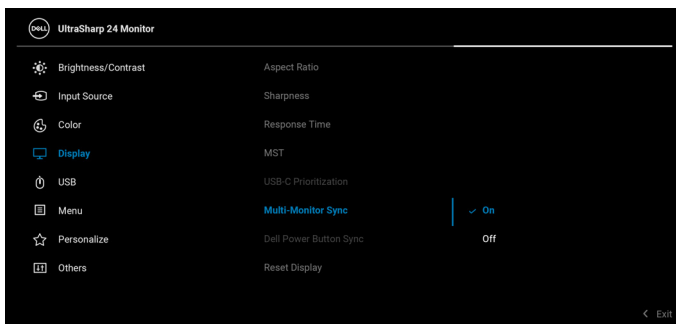 DELL UltraSharp 24 Monitor
Brightness/Contrast Aspect Ratio
Input Source Sharpness
Color Response Time
Display MST
USB USB-C Prioritization
Menu Multi-Monitor Sync On
Personalize Dell Power Button Sync Off
Others Reset Display
Exit